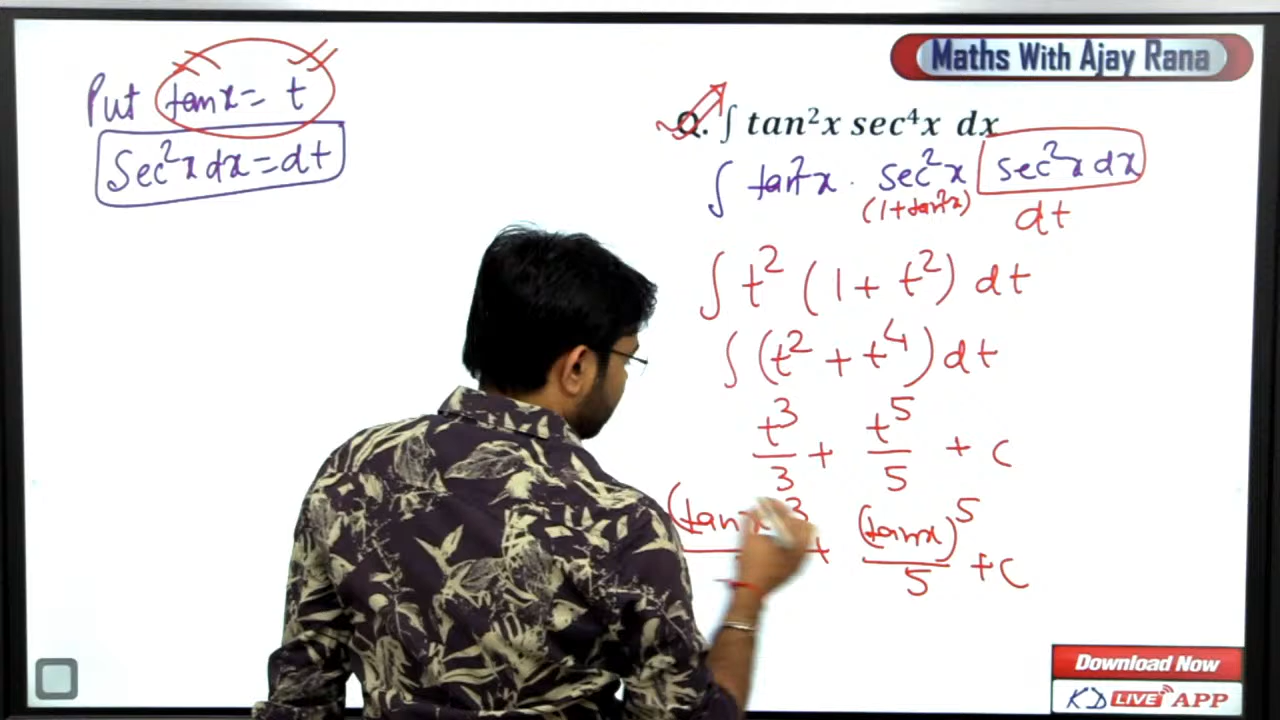 Maths With Ajay Rana
Put tanx = t
Sec²x dx = dt
Q. ∫ tan²x sec⁴x dx
∫ tan²x · sec²x sec²x dx
(1+tan²x) dt
∫ t² (1 + t²) dt
∫ (t² + t⁴) dt
t³/3 + t⁵/5 + c
(tanx 3 + (tanx)⁵/5 + c
Download Now
KD LIVE APP